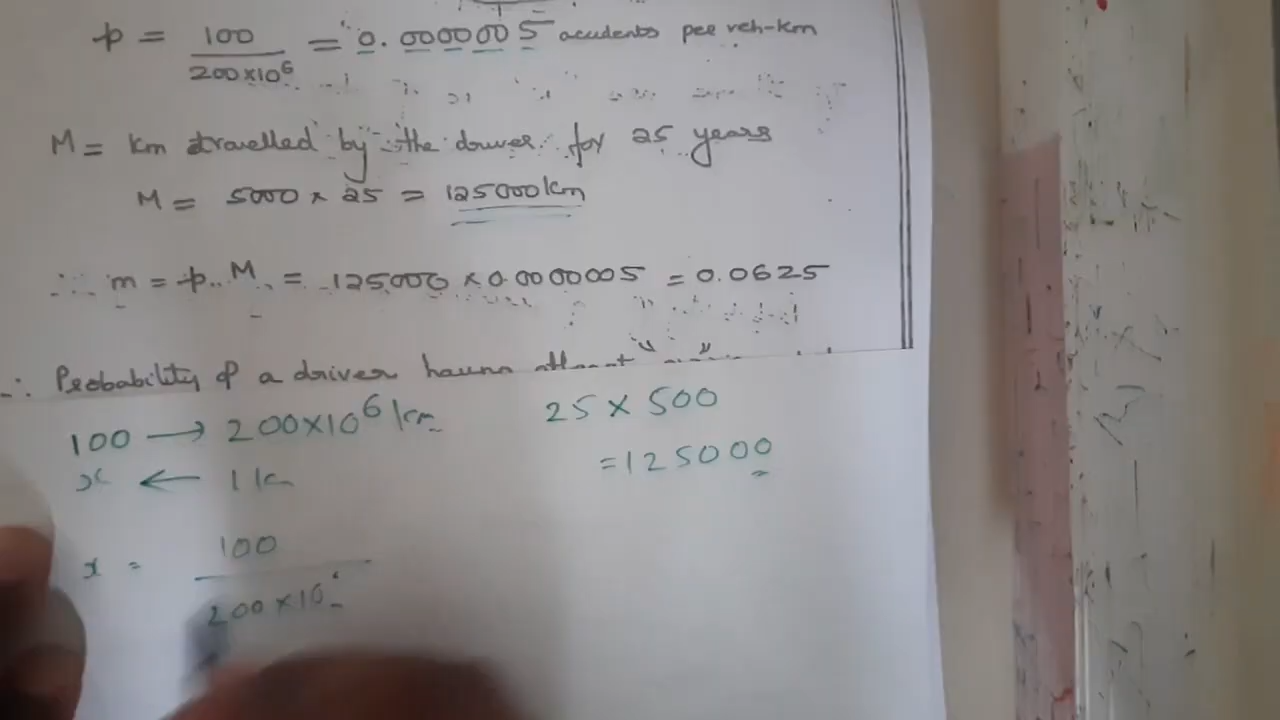 p = 100 / 200×10⁶ = 0.0000005 accidents per veh-km
M = km travelled by the driver for 25 years
M = 5000 × 25 = 125000 km
∴ m = p.M = 125000 × 0.0000005 = 0.0625
∴ Probability of a driver having
100 → 200×10⁶ km
x ← 1 k
x = 100 / 200×10⁶
25 × 500
= 125000